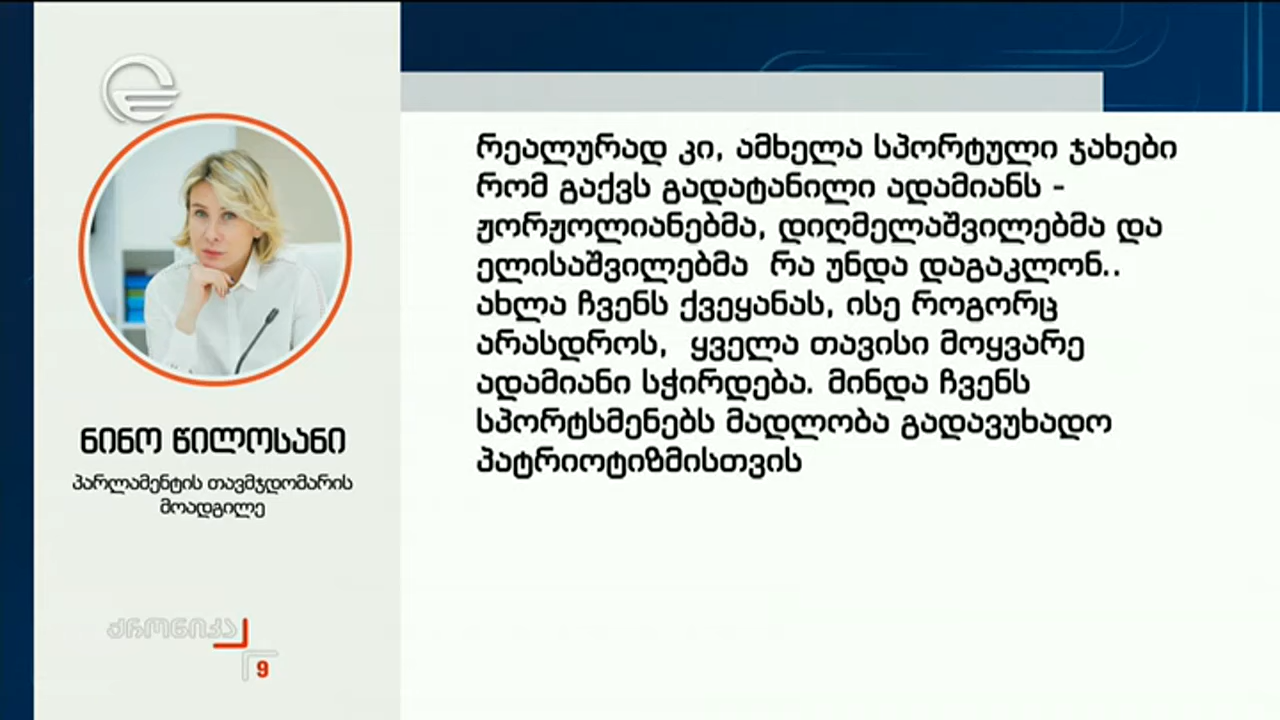 რეალურად კი, ამხელა სპორტული ჯახები
რომ გაქვს გადატანილი ადამიანს -
ჟორჟოლიანებმა, დიღმელაშვილებმა და
ელისაშვილებმა რა უნდა დაგაკლონ..
ახლა ჩვენს ქვეყანას, ისე როგორც
არასდროს, ყველა თავისი მოყვარე
ადამიანი სჭირდება. მინდა ჩვენს
სპორტსმენებს მადლობა გადავუხადო
პატრიოტიზმისთვის
ნინო წილოსანი
პარლამენტის თავმჯდომარის
მოადგილე
ქრონიკა
9